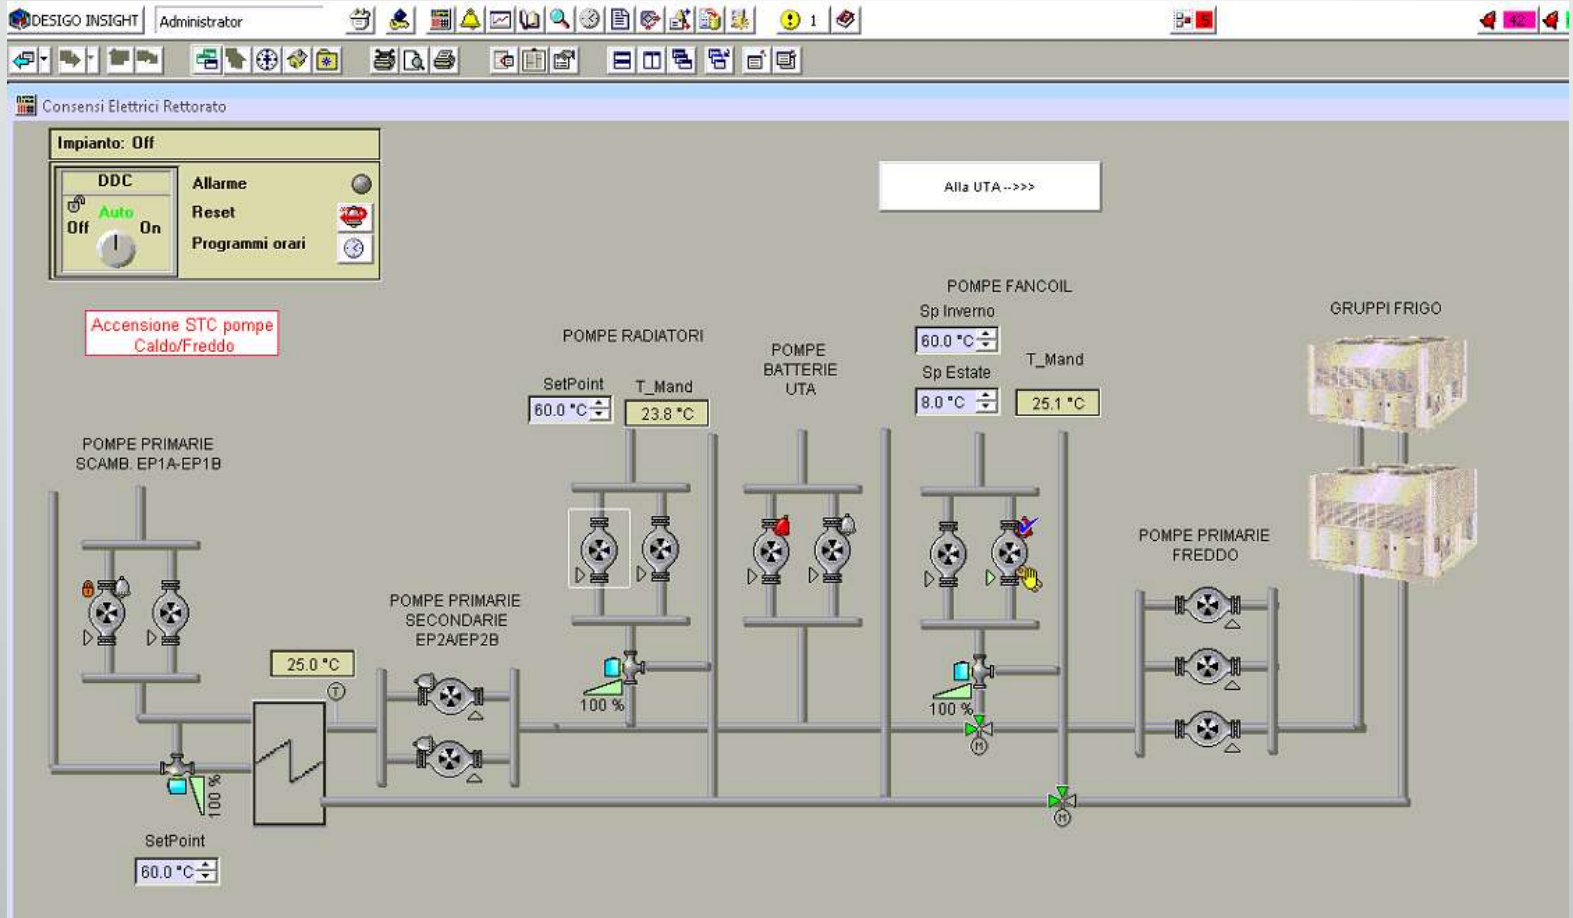 DESIGO INSIGHT
Administrator
1
5
42
Consensi Elettrici Rettorato
Impianto: Off
DDC
Auto
Off
On
Allarme
Reset
Programmi orari
Alla UTA-->>>
Accensione STC pompe
Caldo/Freddo
POMPE RADIATORI
SetPoint
60.0 °C
T_Mand
23.8 °C
POMPE
BATTERIE
UTA
POMPE FANCOIL
Sp Inverno
60.0 °C
Sp Estate
8.0 °C
T_Mand
25.1 °C
GRUPPI FRIGO
POMPE PRIMARIE
SCAMB. EP1A-EP1B
POMPE PRIMARIE
SECONDARIE
EP2A/EP2B
POMPE PRIMARIE
FREDDO
25.0 °C
T
100 %
100 %
100 %
M
M
SetPoint
60.0 °C